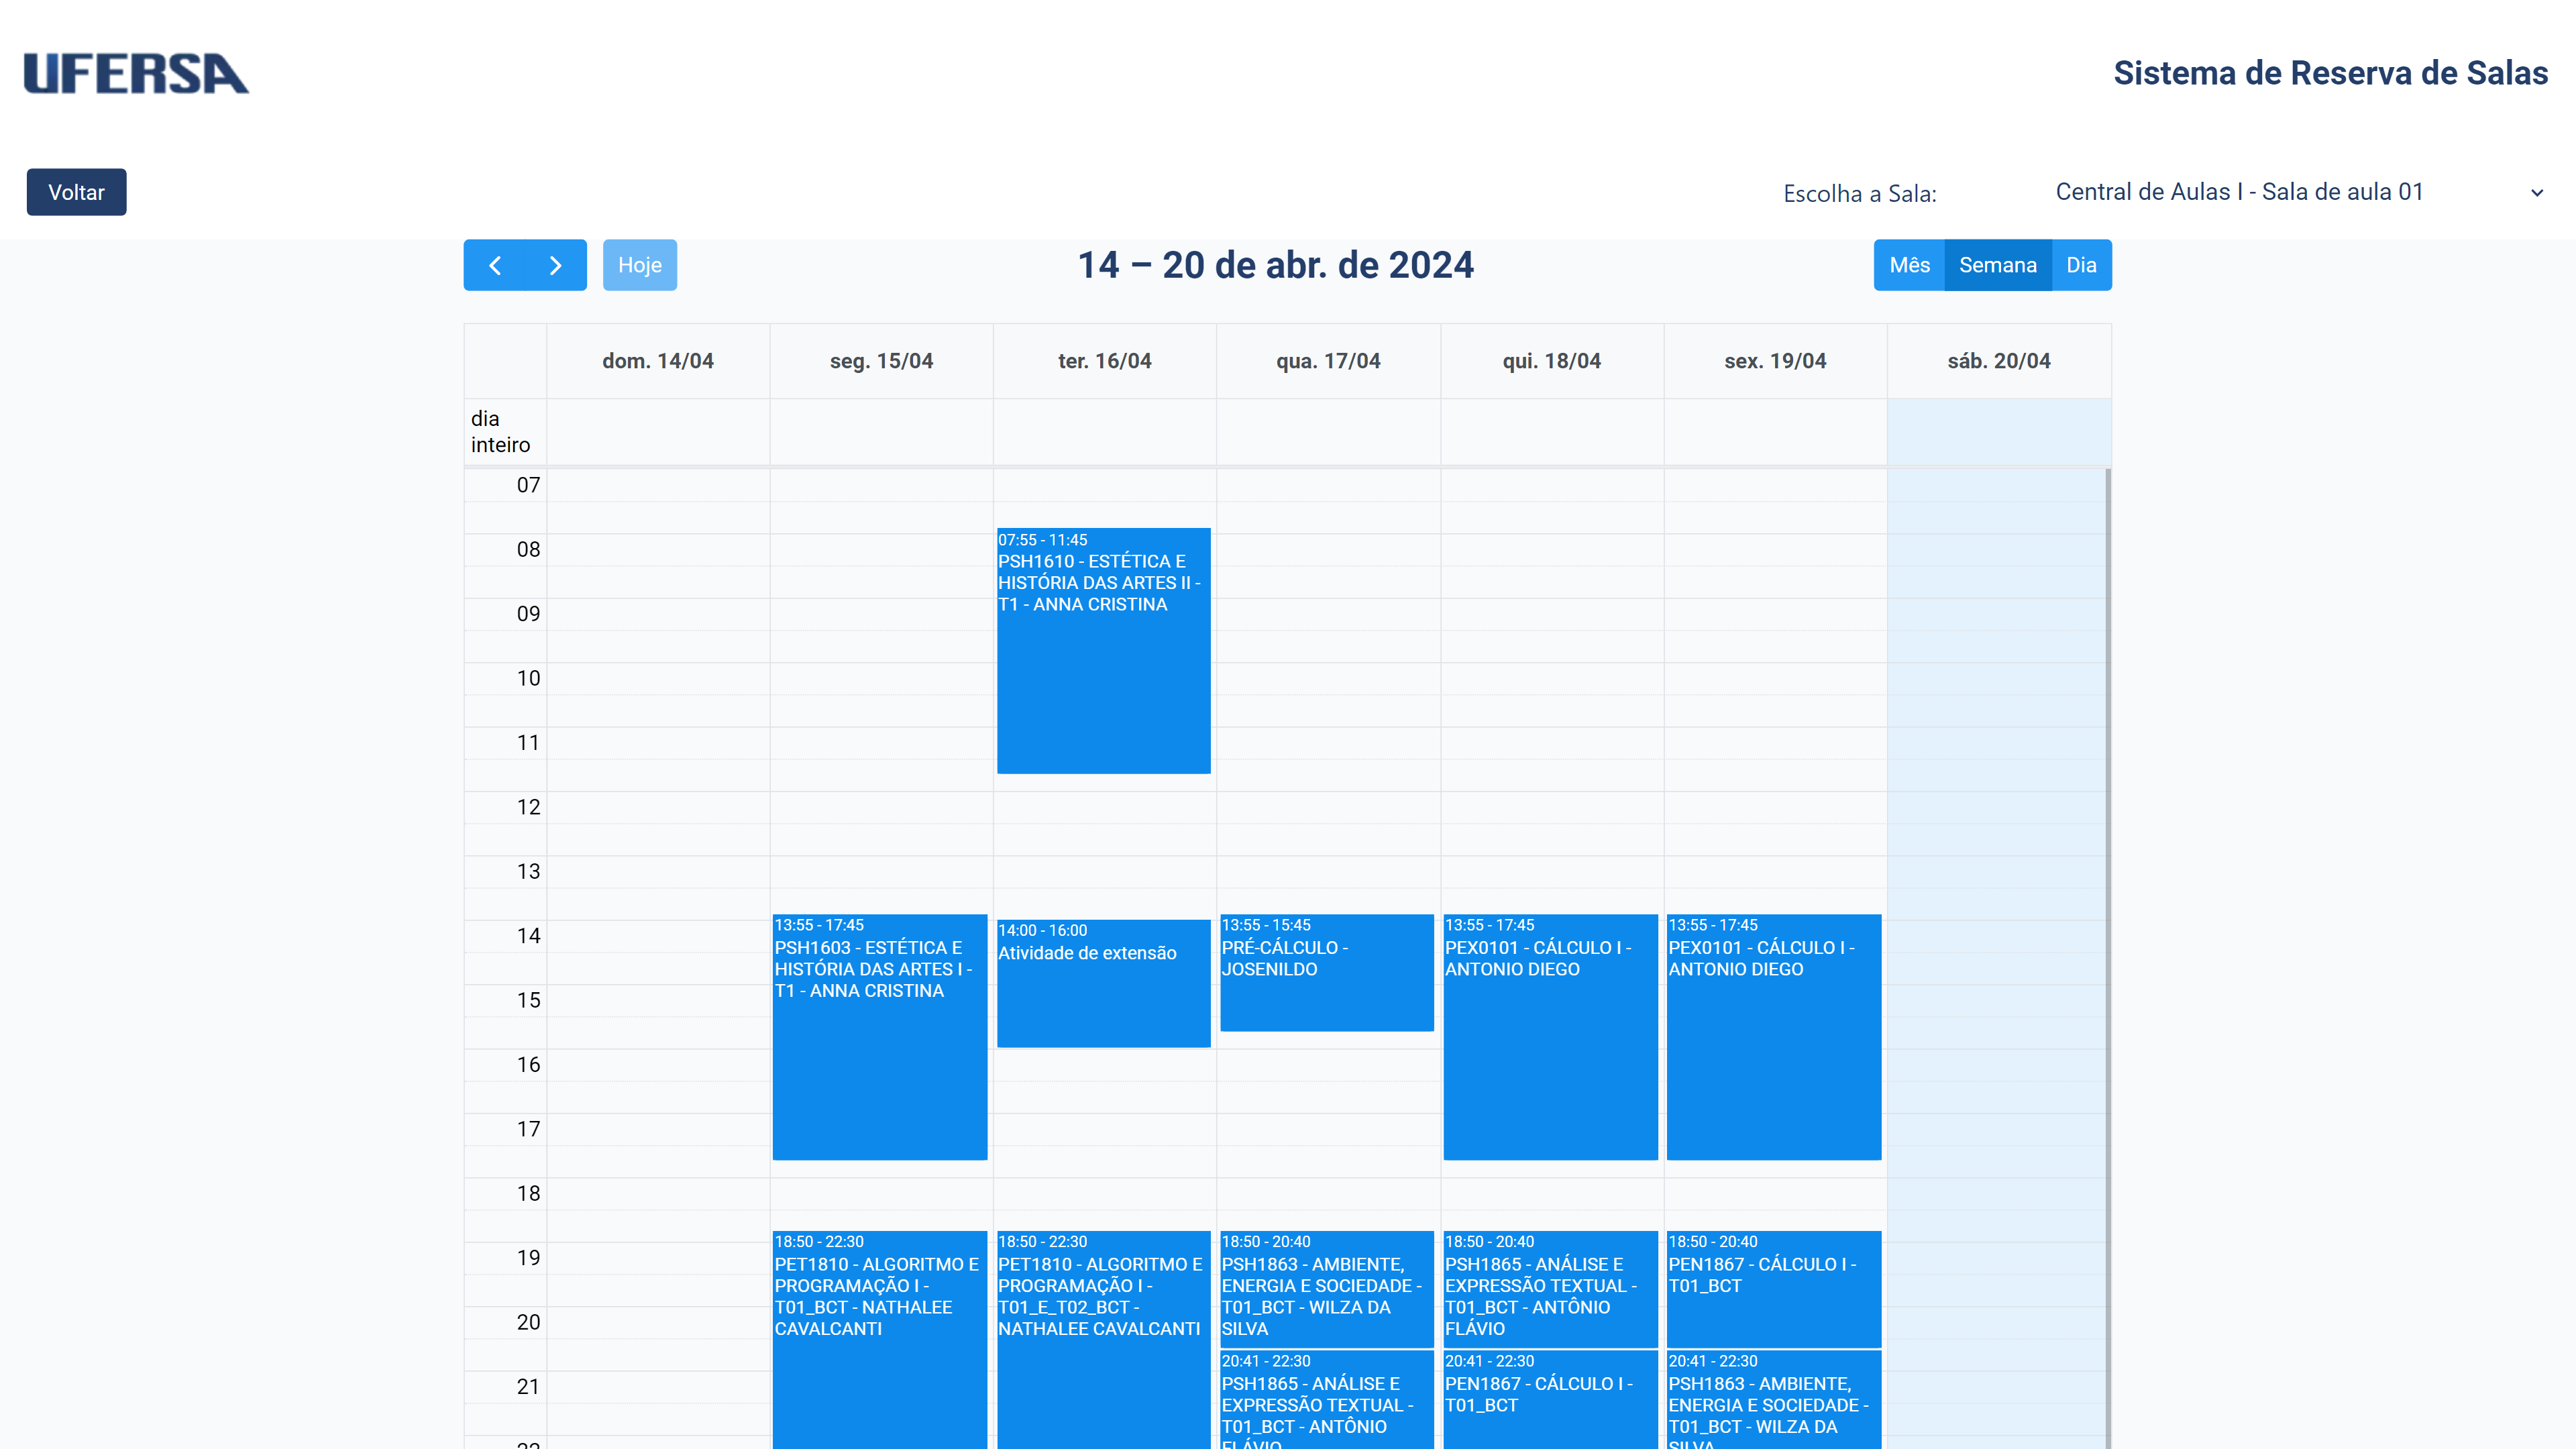 UFERSA
Sistema de Reserva de Salas
Voltar
Escolha a Sala:
Central de Aulas I - Sala de aula 01
Hoje
14 – 20 de abr. de 2024
Mês
Semana
Dia
dom. 14/04
seg. 15/04
ter. 16/04
qua. 17/04
qui. 18/04
sex. 19/04
sáb. 20/04
dia
inteiro
07
08
09
10
11
12
13
14
15
16
17
18
19
20
21
22
13:55 - 17:45
PSH1603 - ESTÉTICA E
HISTÓRIA DAS ARTES I -
T1 - ANNA CRISTINA
18:50 - 22:30
PET1810 - ALGORITMO E
PROGRAMAÇÃO I -
T01_BCT - NATHALEE
CAVALCANTI
07:55 - 11:45
PSH1610 - ESTÉTICA E
HISTÓRIA DAS ARTES II -
T1 - ANNA CRISTINA
14:00 - 16:00
Atividade de extensão
18:50 - 22:30
PET1810 - ALGORITMO E
PROGRAMAÇÃO I -
T01_E_T02_BCT -
NATHALEE CAVALCANTI
13:55 - 15:45
PRÉ-CÁLCULO -
JOSENILDO
18:50 - 20:40
PSH1863 - AMBIENTE,
ENERGIA E SOCIEDADE -
T01_BCT - WILZA DA
SILVA
20:41 - 22:30
PSH1865 - ANÁLISE E
EXPRESSÃO TEXTUAL -
T01_BCT - ANTÔNIO
FLÁVIO
13:55 - 17:45
PEX0101 - CÁLCULO I -
ANTONIO DIEGO
18:50 - 20:40
PSH1865 - ANÁLISE E
EXPRESSÃO TEXTUAL -
T01_BCT - ANTÔNIO
FLÁVIO
20:41 - 22:30
PEN1867 - CÁLCULO I -
T01_BCT
13:55 - 17:45
PEX0101 - CÁLCULO I -
ANTONIO DIEGO
18:50 - 20:40
PEN1867 - CÁLCULO I -
T01_BCT
20:41 - 22:30
PSH1863 - AMBIENTE,
ENERGIA E SOCIEDADE -
T01_BCT - WILZA DA
SILVA